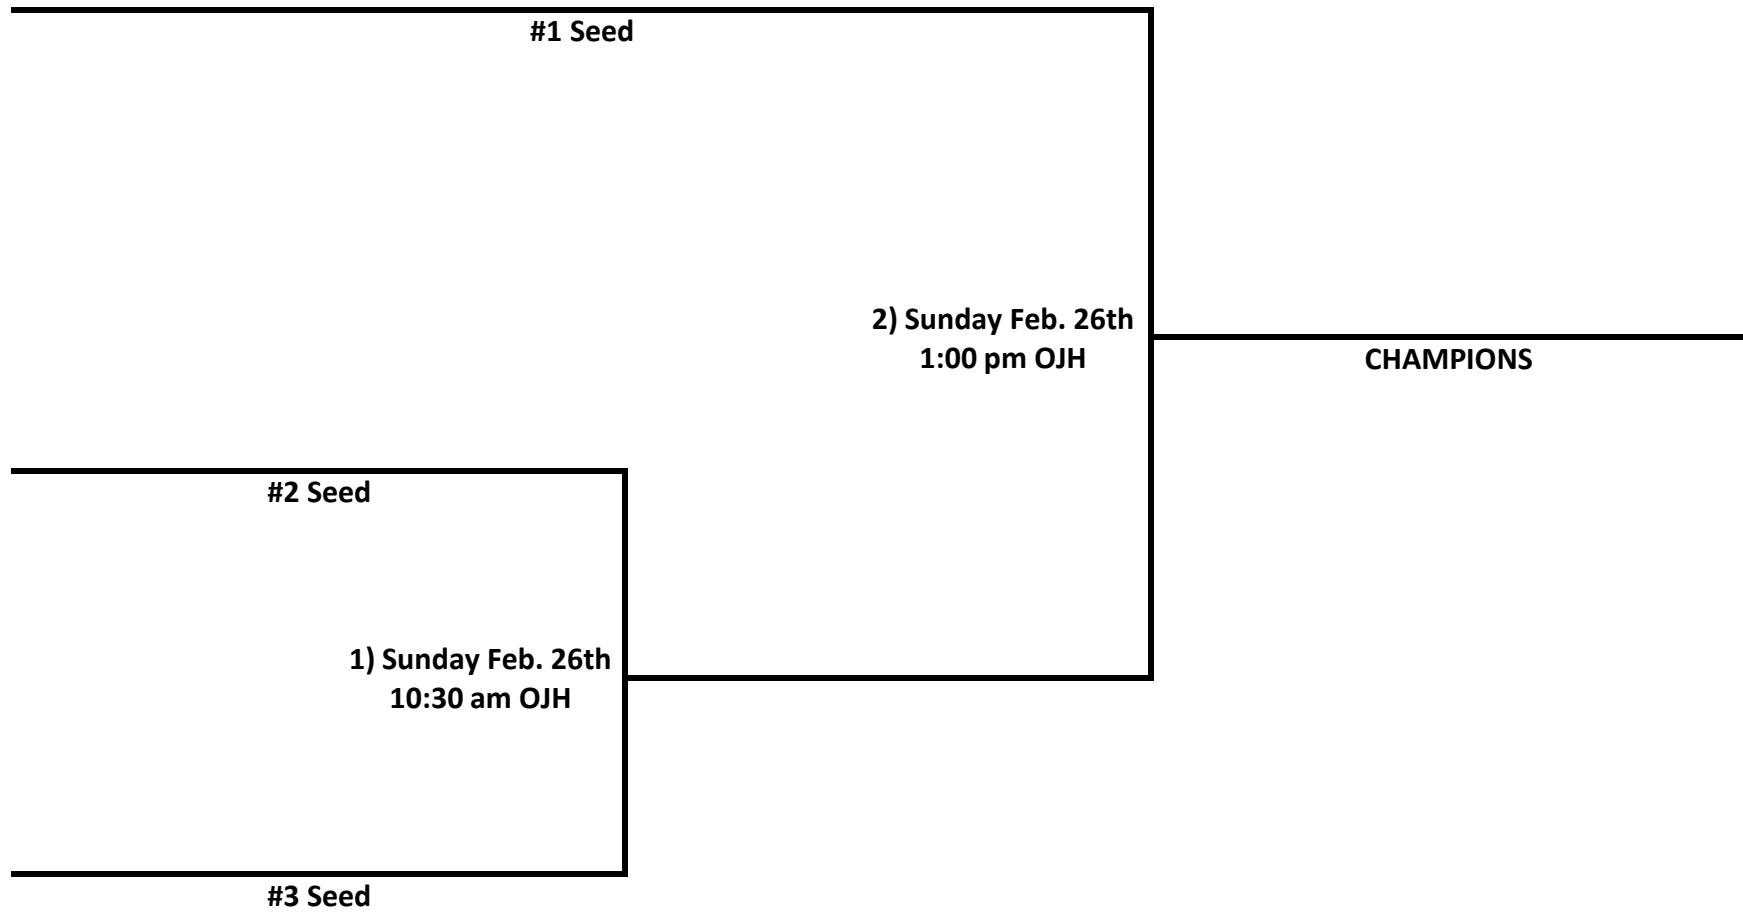 #1 Seed
2) Sunday Feb. 26th
1:00 pm OJH
CHAMPIONS
#2 Seed
1) Sunday Feb. 26th
10:30 am OJH
#3 Seed